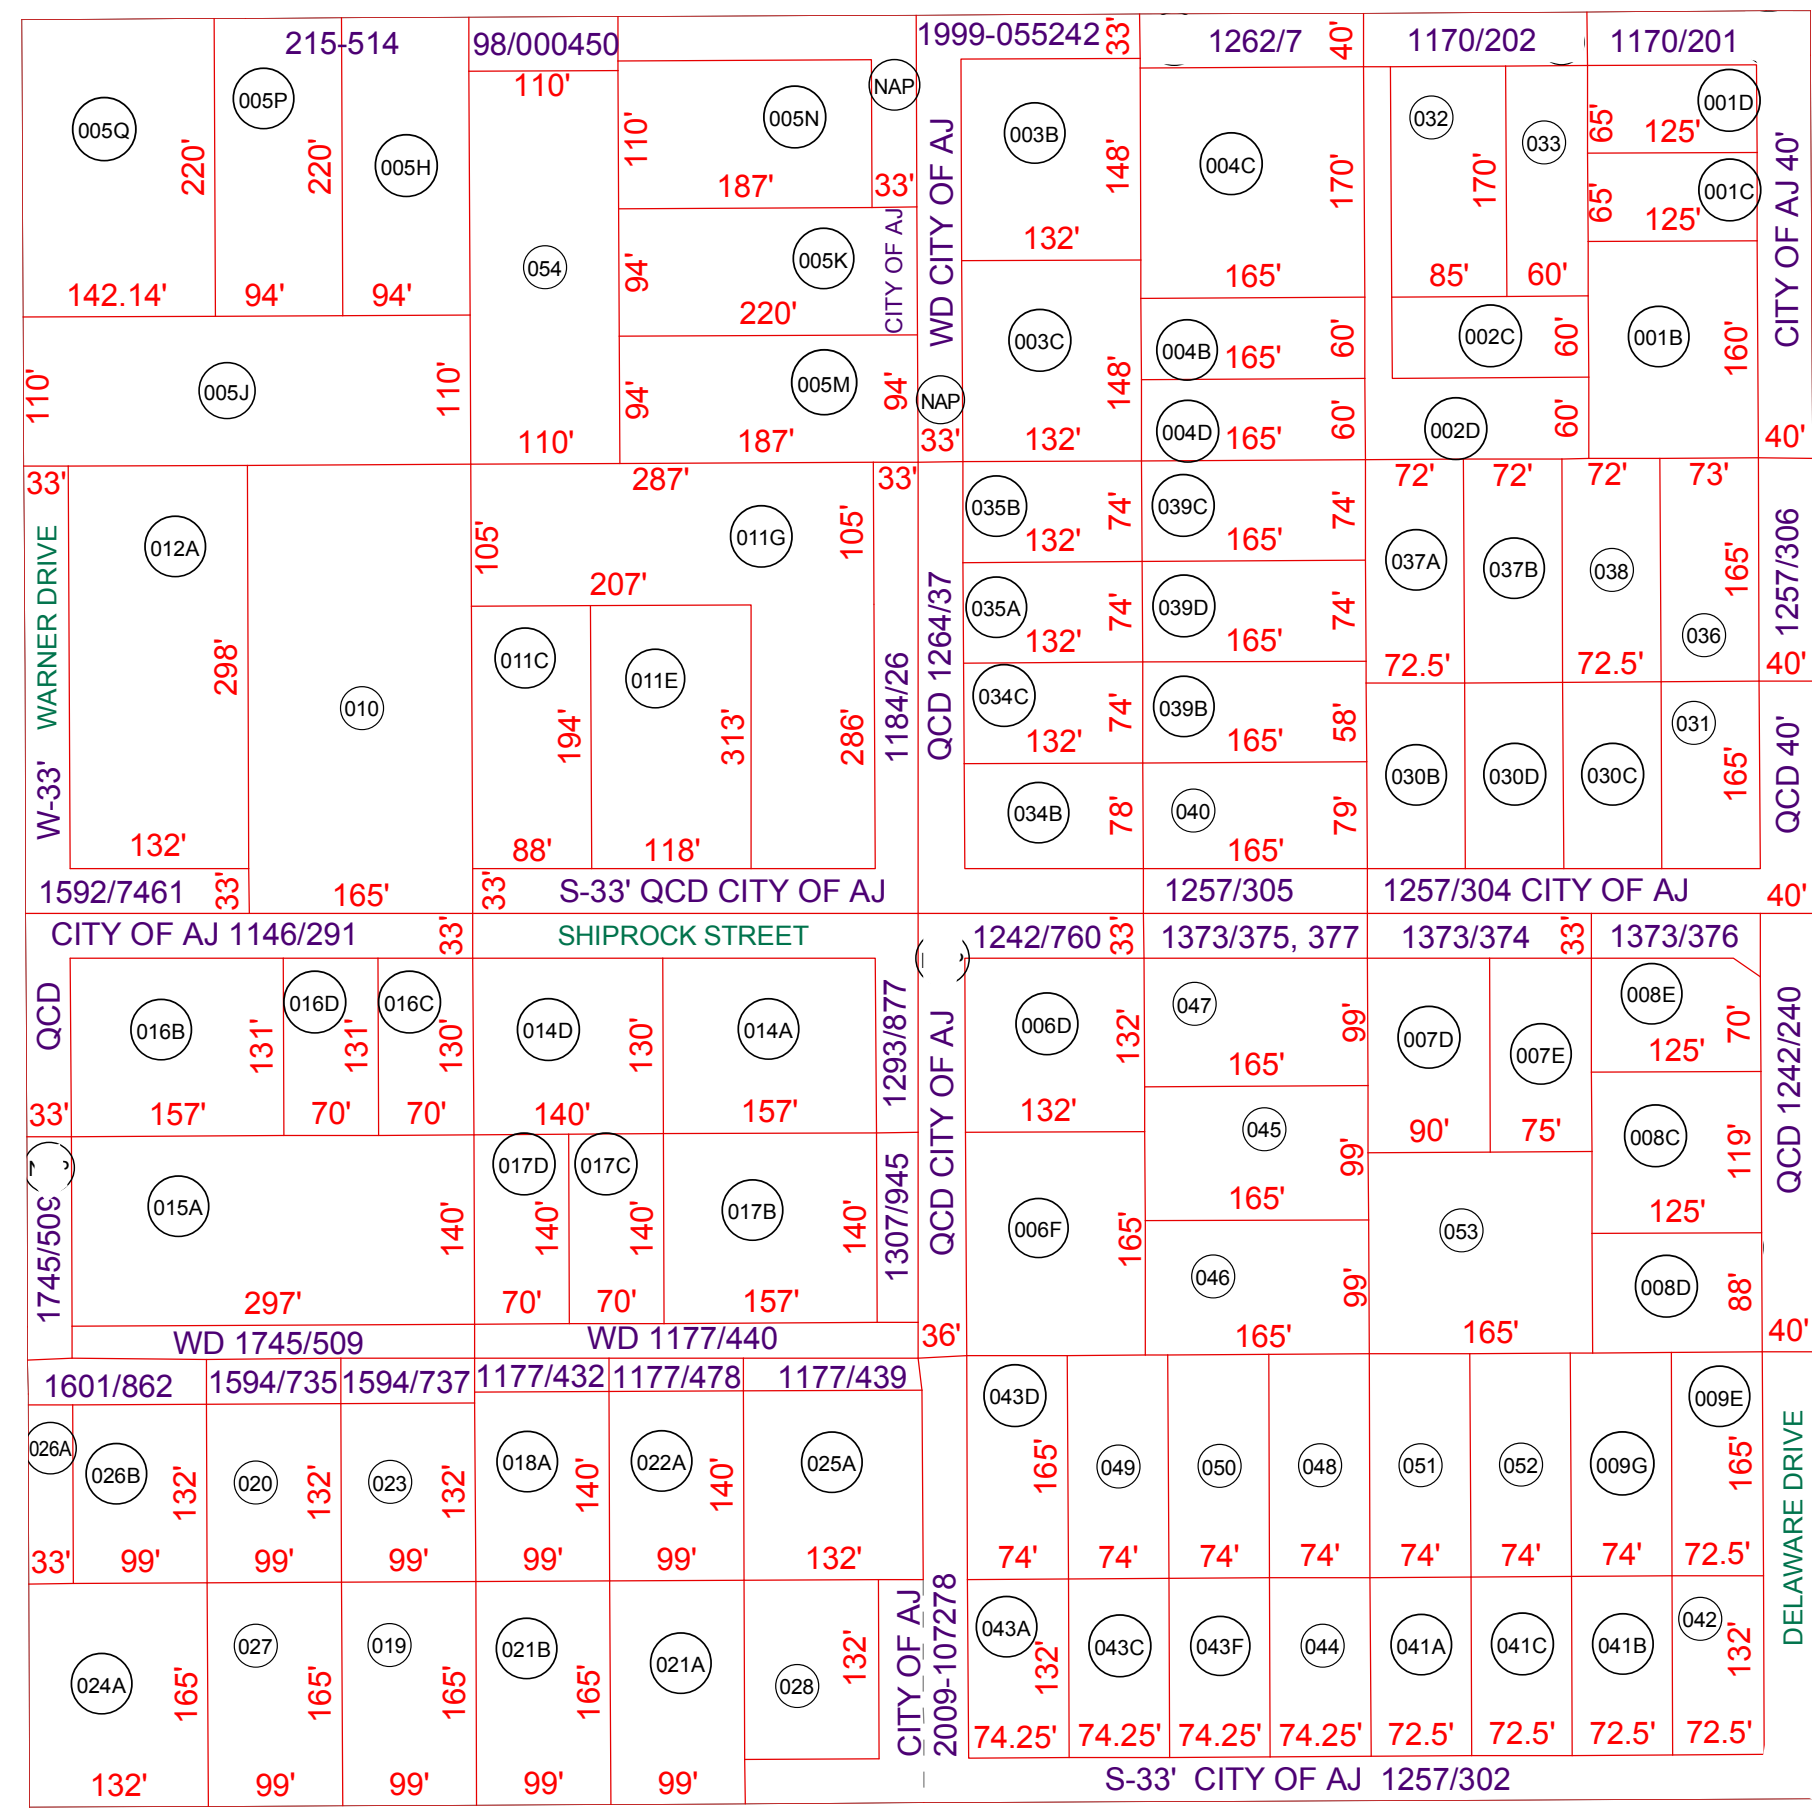 215-514
98/000450
1999-055242
33'
1262/7
40'
1170/202
1170/201
005Q
220'
005P
220'
005H
142.14'
94'
94'
110'
054
110'
110'
005N
187'
NAP
33'
94'
005K
220'
CITY OF AJ
94'
005M
187'
94'
110'
005J
110'
WD CITY OF AJ
NAP
33'
003B
148'
132'
003C
148'
132'
004C
170'
165'
004B
165'
60'
004D
165'
60'
032
170'
85'
033
60'
002C
60'
002D
60'
65'
125'
001D
65'
125'
001C
001B
160'
CITY OF AJ 40'
40'
33'
WARNER DRIVE
W-33'
012A
298'
132'
1592/7461
33'
010
165'
287'
33'
105'
011G
105'
207'
011C
194'
88'
011E
313'
118'
286'
1184/26
33'
S-33' QCD CITY OF AJ
QCD 1264/37
035B
132'
74'
035A
132'
74'
034C
132'
74'
034B
78'
039C
165'
74'
039D
165'
74'
039B
165'
58'
040
165'
79'
72'
72'
72'
73'
037A
037B
038
036
165'
72.5'
72.5'
1257/306
40'
030B
030D
030C
031
165'
QCD 40'
1257/305
1257/304 CITY OF AJ
40'
CITY OF AJ 1146/291
33'
SHIPROCK STREET
1242/760
33'
1373/375, 377
1373/374
33'
1373/376
QCD
33'
016B
131'
157'
016D
131'
70'
016C
130'
70'
014D
130'
140'
014A
157'
1293/877
QCD CITY OF AJ
006D
132'
132'
047
99'
165'
045
99'
165'
046
99'
165'
007D
90'
007E
75'
053
165'
008E
70'
125'
008C
119'
125'
008D
88'
QCD 1242/240
40'
1745/509
015A
140'
297'
017D
140'
70'
017C
140'
70'
017B
140'
157'
1307/945
006F
165'
36'
WD 1745/509
WD 1177/440
1601/862
1594/735
1594/737
1177/432
1177/478
1177/439
026A
33'
026B
132'
99'
020
132'
99'
023
132'
99'
018A
140'
99'
022A
140'
99'
025A
132'
043D
165'
74'
049
74'
050
74'
048
74'
051
74'
052
74'
009G
74'
009E
165'
72.5'
DELAWARE DRIVE
024A
165'
132'
027
165'
99'
019
165'
99'
021B
165'
99'
021A
99'
028
132'
CITY OF AJ
2009-107278
043A
132'
74.25'
043C
74.25'
043F
74.25'
044
74.25'
041A
72.5'
041C
72.5'
041B
72.5'
042
132'
72.5'
S-33' CITY OF AJ 1257/302